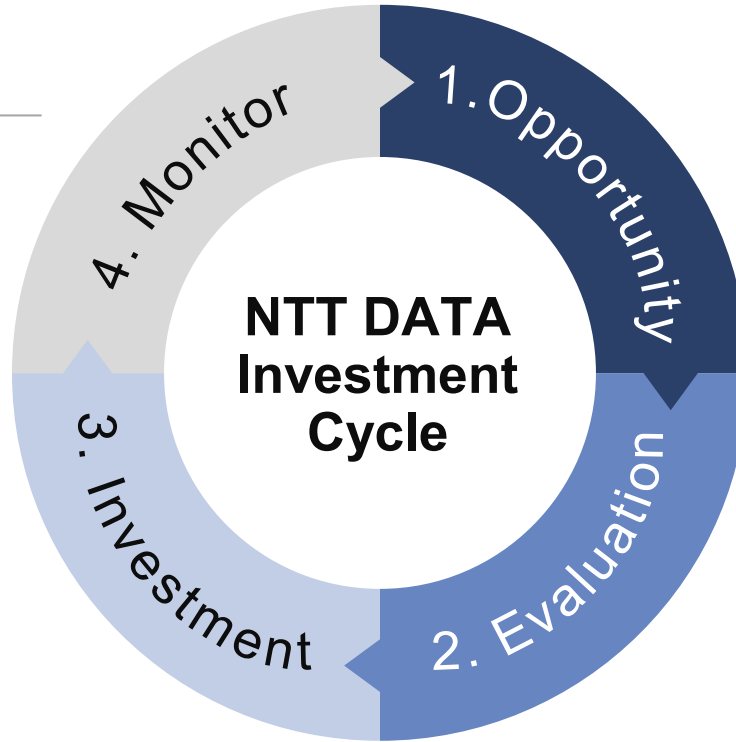 NTT DATA
Investment
Cycle
1.Opportunity
2. Evaluation
3. Investment
4. Monitor